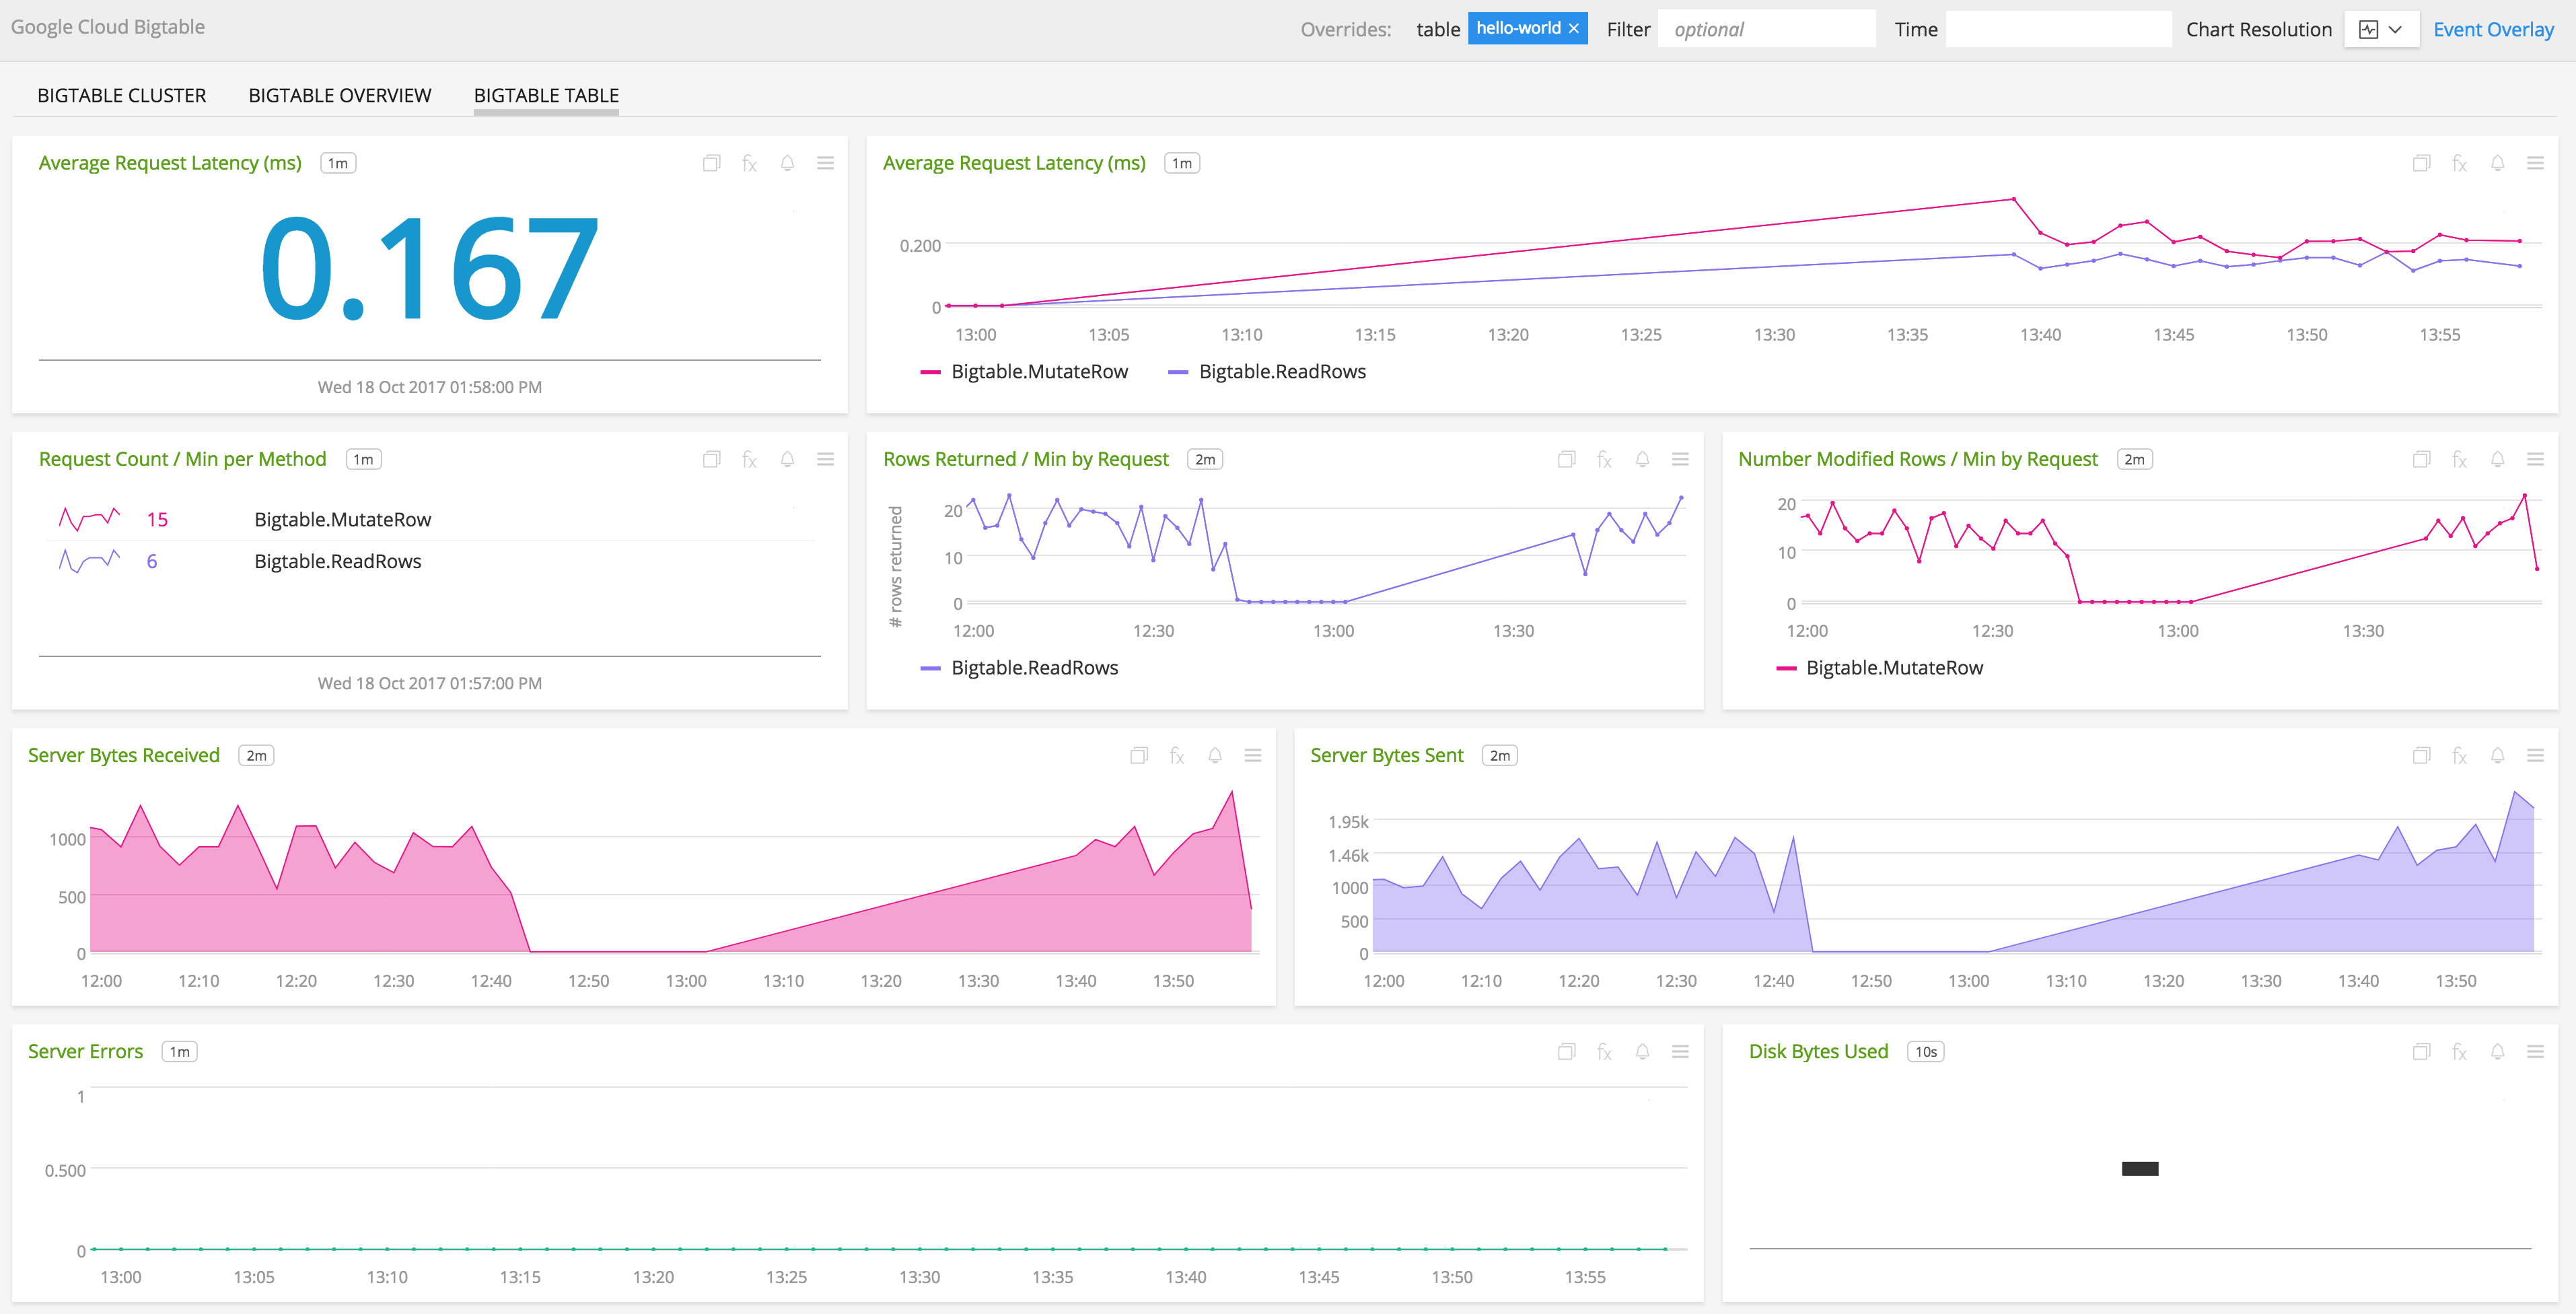 Google Cloud Bigtable
Overrides: table hello-world × Filter optional Time Chart Resolution Event Overlay
BIGTABLE CLUSTER BIGTABLE OVERVIEW BIGTABLE TABLE
Average Request Latency (ms) 1m
fx
0.167
Wed 18 Oct 2017 01:58:00 PM
Average Request Latency (ms) 1m
fx
0.200
0
13:00 13:05 13:10 13:15 13:20 13:25 13:30 13:35 13:40 13:45 13:50 13:55
Bigtable.MutateRow Bigtable.ReadRows
Request Count / Min per Method 1m
fx
15 Bigtable.MutateRow
6 Bigtable.ReadRows
Wed 18 Oct 2017 01:57:00 PM
Rows Returned / Min by Request 2m
fx
# rows returned
20
10
0
12:00 12:30 13:00 13:30
Bigtable.ReadRows
Number Modified Rows / Min by Request 2m
fx
20
10
0
12:00 12:30 13:00 13:30
Bigtable.MutateRow
Server Bytes Received 2m
fx
1000
500
0
12:00 12:10 12:20 12:30 12:40 12:50 13:00 13:10 13:20 13:30 13:40 13:50
Server Bytes Sent 2m
fx
1.95k
1.46k
1000
500
0
12:00 12:10 12:20 12:30 12:40 12:50 13:00 13:10 13:20 13:30 13:40 13:50
Server Errors 1m
fx
1
0.500
0
13:00 13:05 13:10 13:15 13:20 13:25 13:30 13:35 13:40 13:45 13:50 13:55
Disk Bytes Used 10s
fx